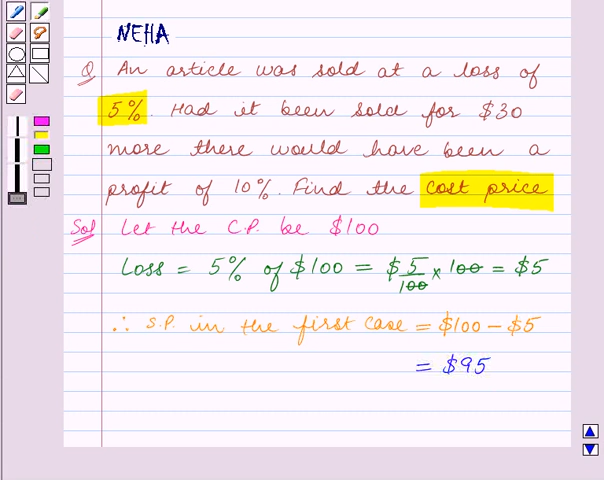 NEHA
Q An article was sold at a loss of
5%. Had it been sold for $30
more there would have been a
profit of 10%. Find the cost price
Sol Let the C.P. be $100
Loss = 5% of $100 = $5/100 × 100 = $5
∴ S.P. in the first case = $100 - $5
= $95